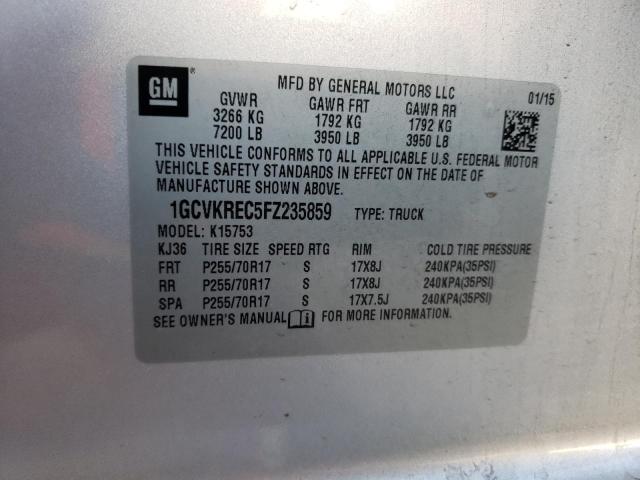 GM
MFD BY GENERAL MOTORS LLC 01/15
GVWR GAWR FRT GAWR RR
3266 KG 1792 KG 1792 KG
7200 LB 3950 LB 3950 LB
THIS VEHICLE CONFORMS TO ALL APPLICABLE U.S. FEDERAL MOTOR
VEHICLE SAFETY STANDARDS IN EFFECT ON THE DATE OF
MANUFACTURE SHOWN ABOVE.
1GCVKREC5FZ235859 TYPE: TRUCK
MODEL: K15753
KJ36 TIRE SIZE SPEED RTG RIM COLD TIRE PRESSURE
FRT P255/70R17 S 17X8J 240KPA(35PSI)
RR P255/70R17 S 17X8J 240KPA(35PSI)
SPA P255/70R17 S 17X7.5J 240KPA(35PSI)
SEE OWNER'S MANUAL FOR MORE INFORMATION.